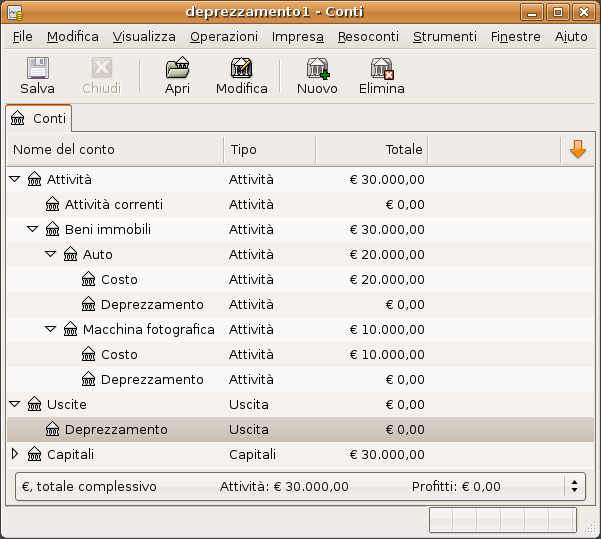 deprezzamento1 - Conti
File Modifica Visualizza Operazioni Impresa Resoconti Strumenti Finestre Aiuto
Salva Chiudi Apri Modifica Nuovo Elimina
Conti
Nome del conto Tipo Totale
Attività Attività € 30.000,00
Attività correnti Attività € 0,00
Beni immobili Attività € 30.000,00
Auto Attività € 20.000,00
Costo Attività € 20.000,00
Deprezzamento Attività € 0,00
Macchina fotografica Attività € 10.000,00
Costo Attività € 10.000,00
Deprezzamento Attività € 0,00
Uscite Uscita € 0,00
Deprezzamento Uscita € 0,00
Capitali Capitali € 30.000,00
€, totale complessivo Attività: € 30.000,00 Profitti: € 0,00